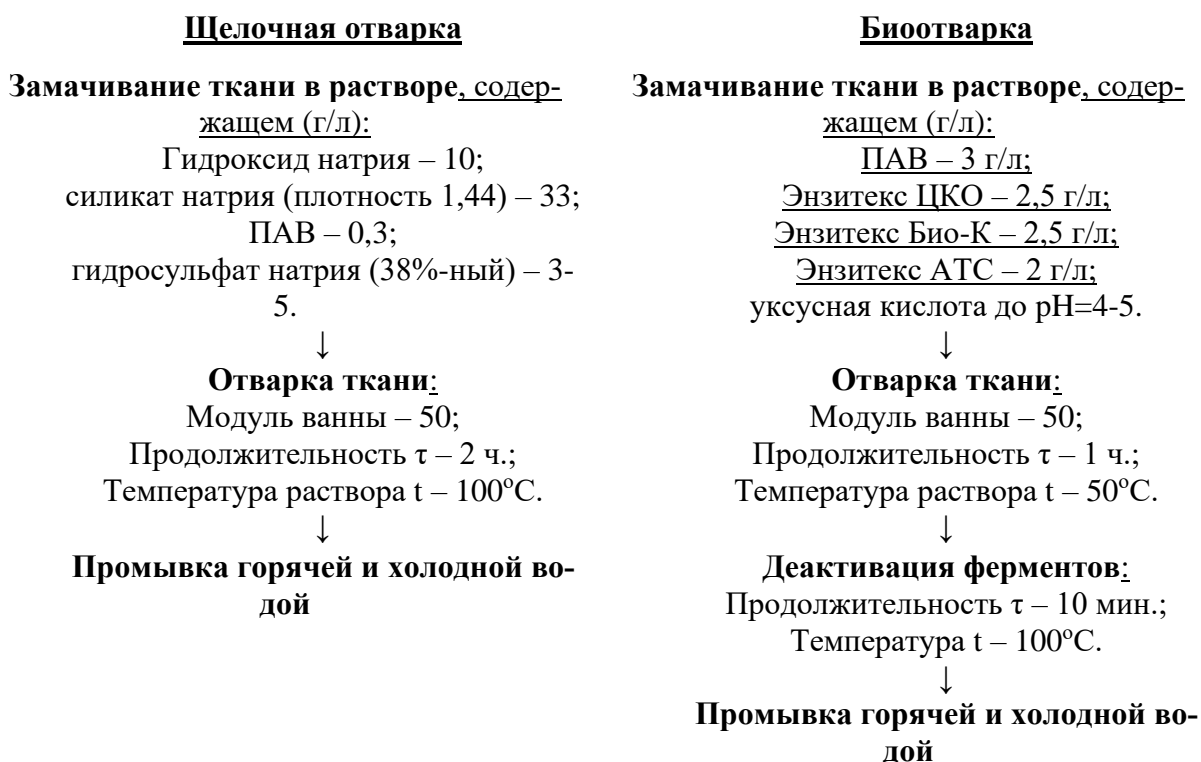 Щелочная отварка
Замачивание ткани в растворе, содер-
жащем (г/л):
Гидроксид натрия – 10;
силикат натрия (плотность 1,44) – 33;
ПАВ – 0,3;
гидросульфат натрия (38%-ный) – 3-
5.
↓
Отварка ткани:
Модуль ванны – 50;
Продолжительность τ – 2 ч.;
Температура раствора t – 100°С.
↓
Промывка горячей и холодной во-
дой
Биоотварка
Замачивание ткани в растворе, содер-
жащем (г/л):
ПАВ – 3 г/л;
Энзитекс ЦКО – 2,5 г/л;
Энзитекс Био-К – 2,5 г/л;
Энзитекс АТС – 2 г/л;
уксусная кислота до рН=4-5.
↓
Отварка ткани:
Модуль ванны – 50;
Продолжительность τ – 1 ч.;
Температура раствора t – 50°С.
↓
Деактивация ферментов:
Продолжительность τ – 10 мин.;
Температура t – 100°С.
↓
Промывка горячей и холодной во-
дой